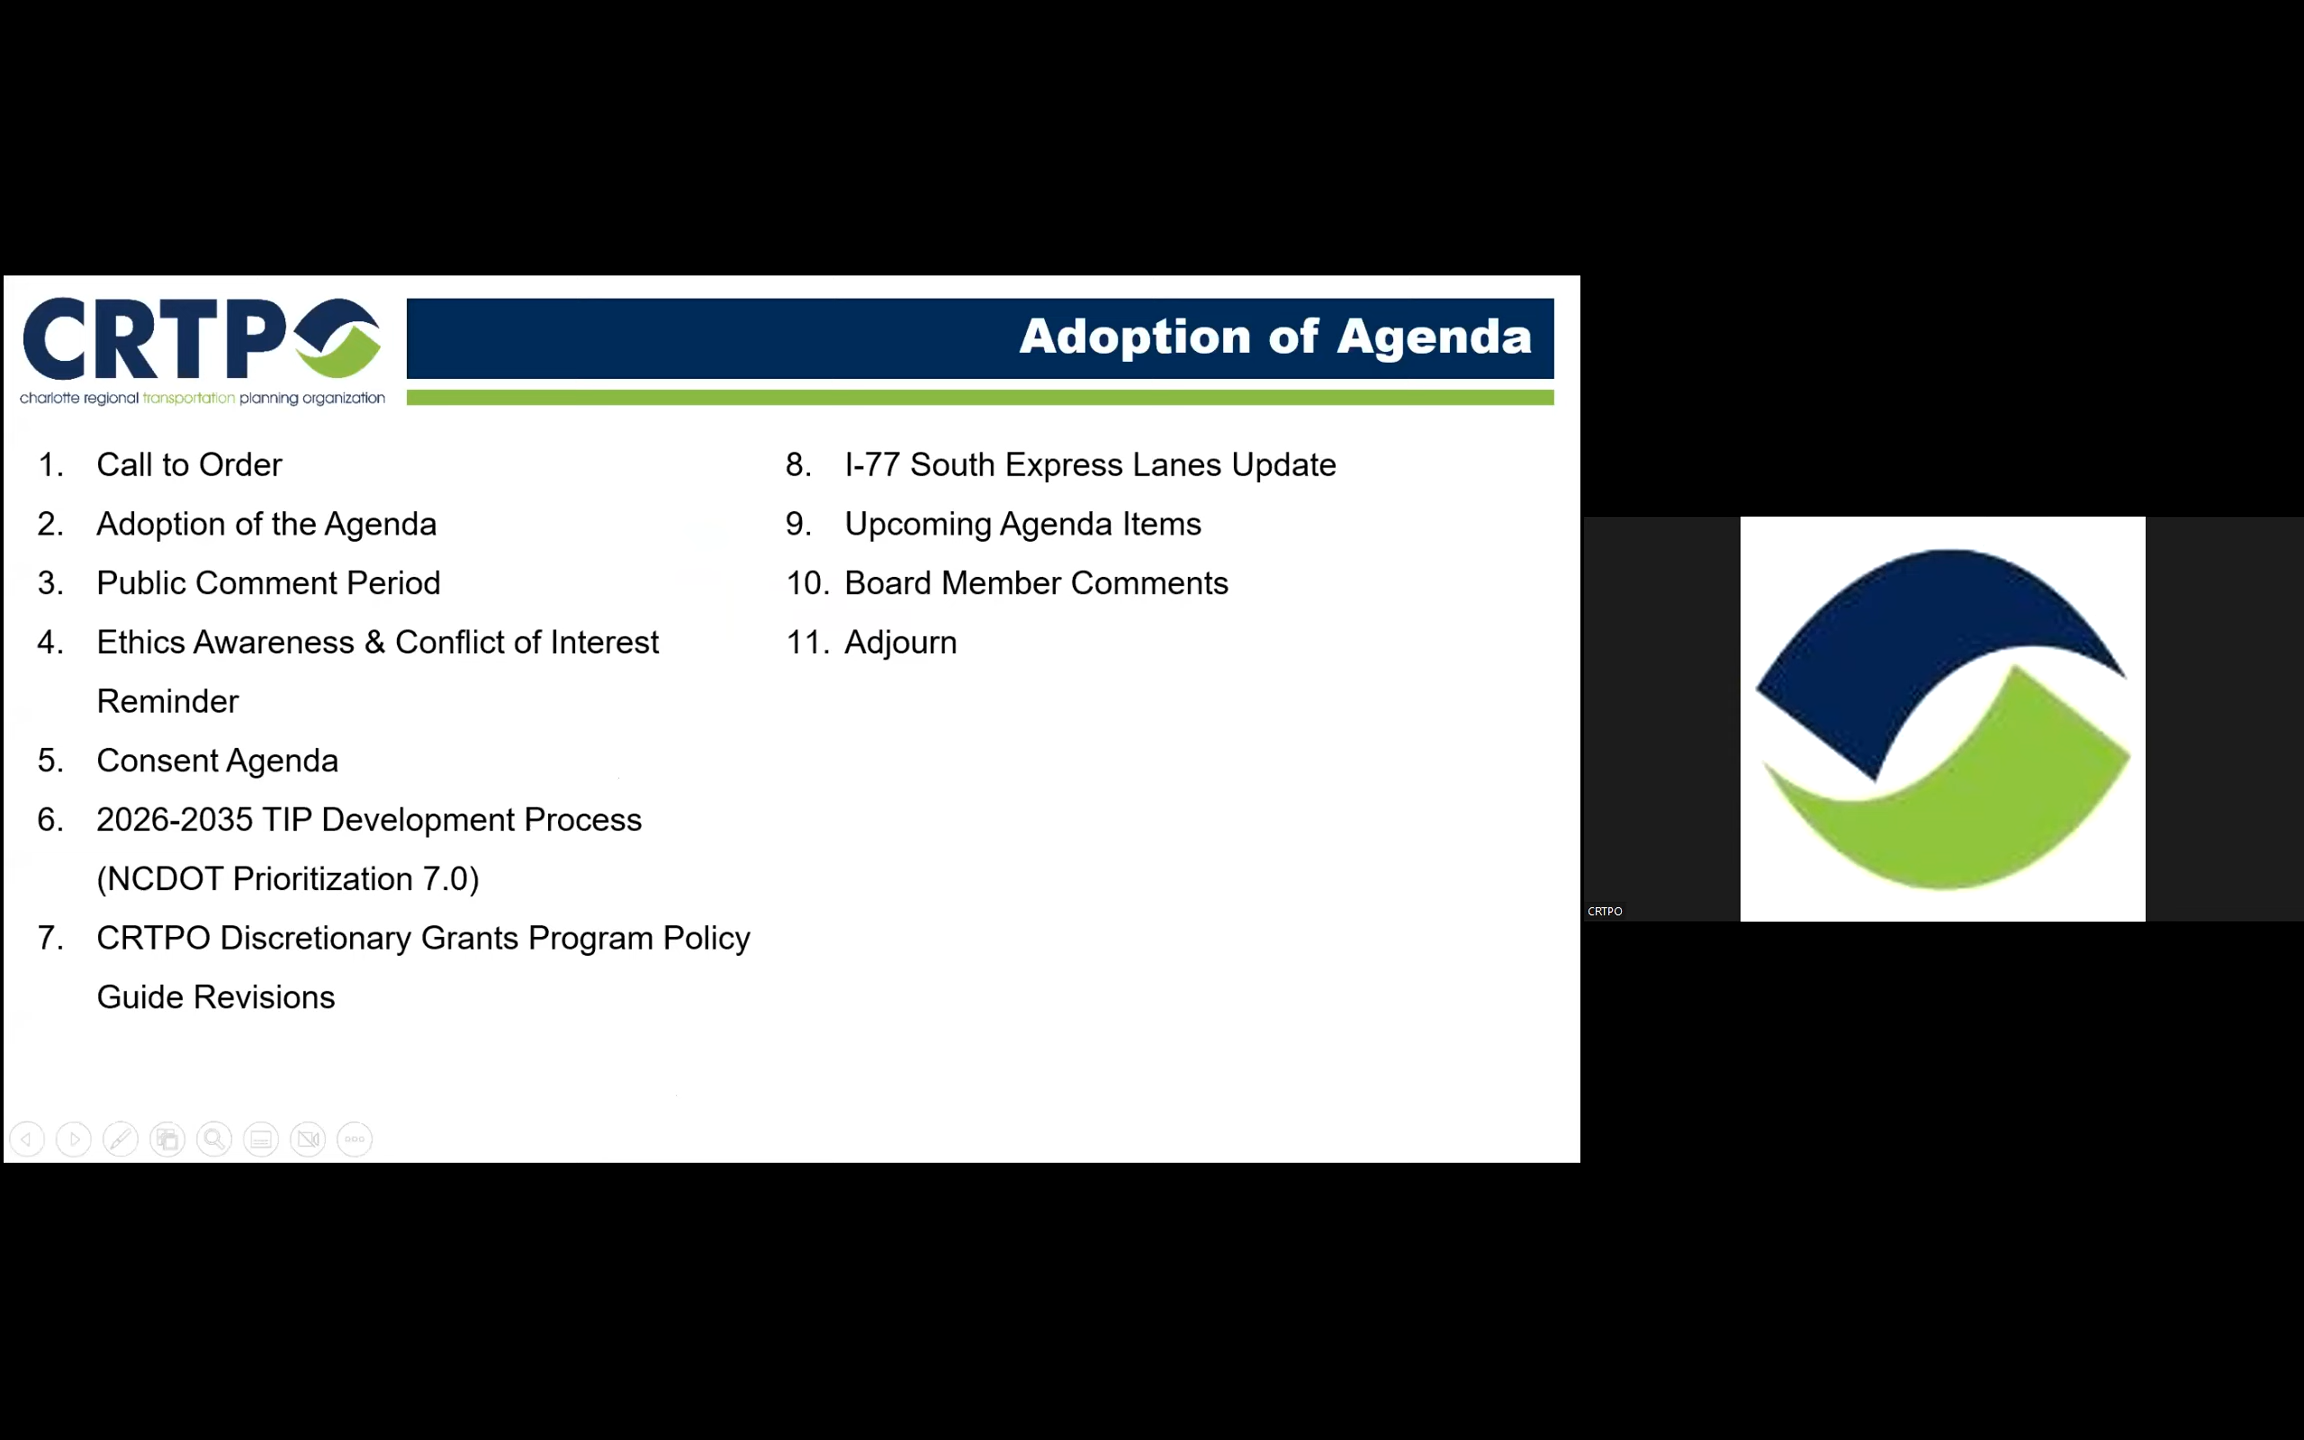 CRTPO
charlotte regional transportation planning organization
Adoption of Agenda
1. Call to Order
2. Adoption of the Agenda
3. Public Comment Period
4. Ethics Awareness & Conflict of Interest
Reminder
5. Consent Agenda
6. 2026-2035 TIP Development Process
(NCDOT Prioritization 7.0)
7. CRTPO Discretionary Grants Program Policy
Guide Revisions
8. I-77 South Express Lanes Update
9. Upcoming Agenda Items
10. Board Member Comments
11. Adjourn
CRTPO